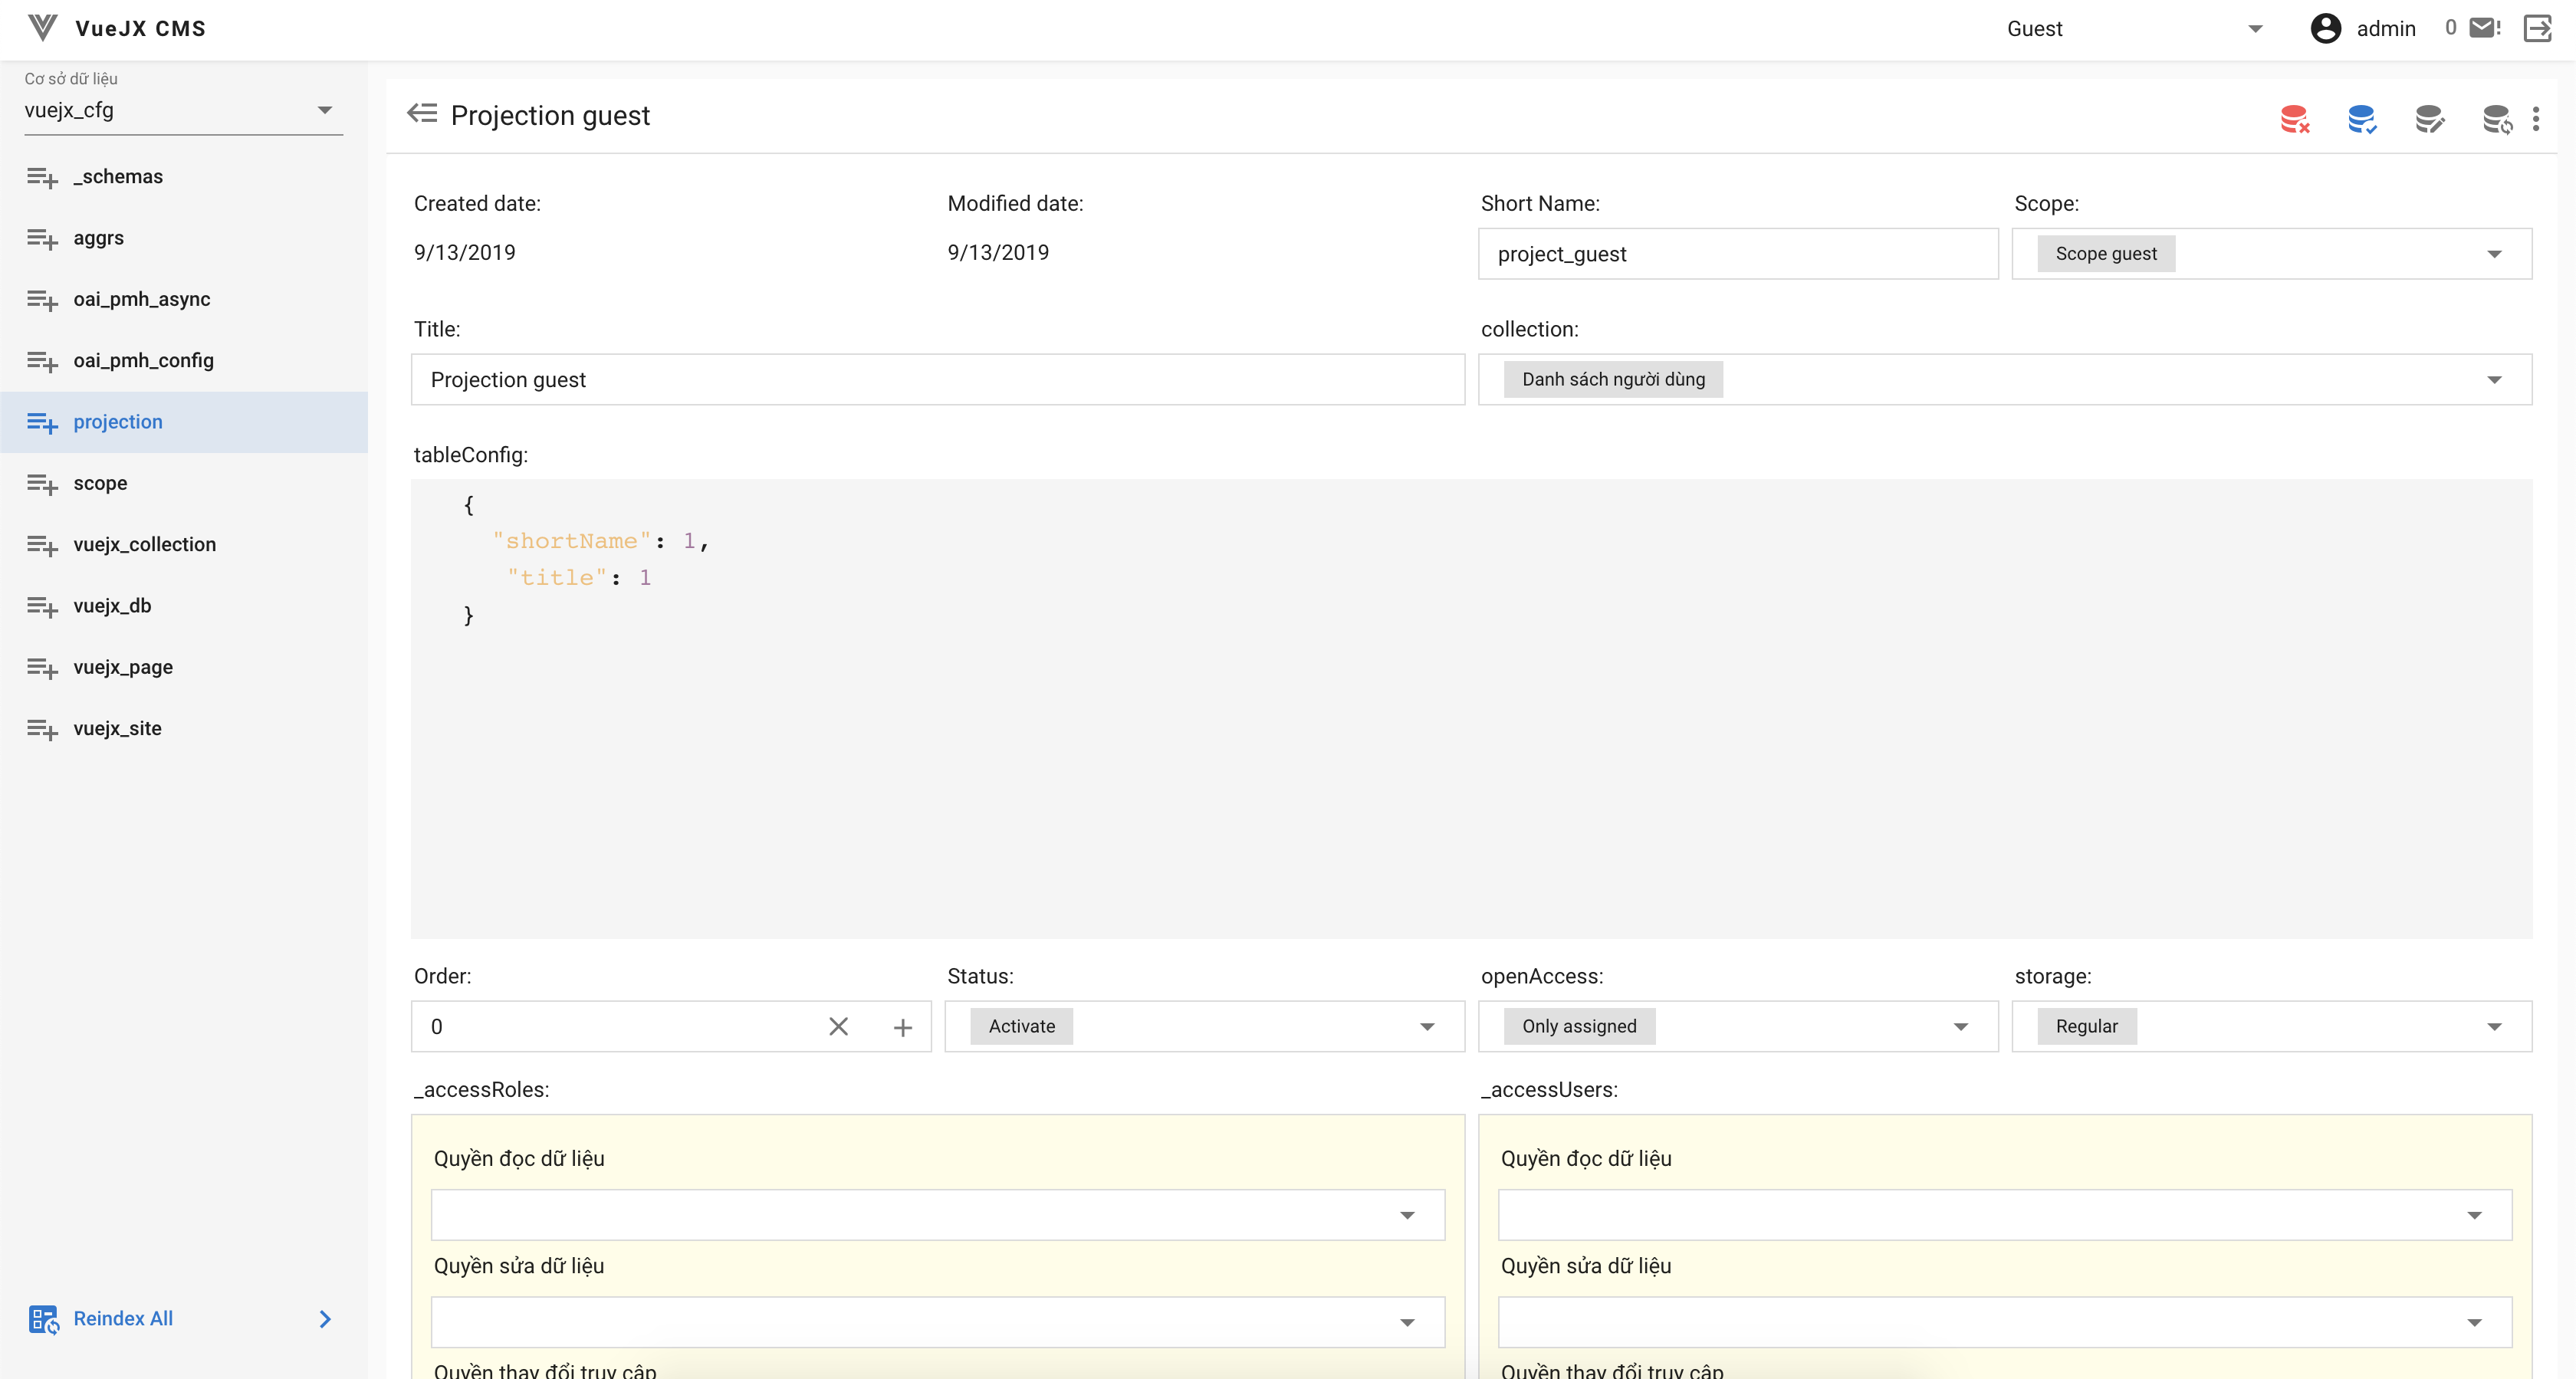 VueJX CMS
Guest
admin
0
Cơ sở dữ liệu
vuejx_cfg
_schemas
aggrs
oai_pmh_async
oai_pmh_config
projection
scope
vuejx_collection
vuejx_db
vuejx_page
vuejx_site
Reindex All
Projection guest
Created date:
Modified date:
Short Name:
Scope:
9/13/2019
9/13/2019
project_guest
Scope guest
Title:
collection:
Projection guest
Danh sách người dùng
tableConfig:
{
"shortName": 1,
"title": 1
}
Order:
Status:
openAccess:
storage:
0
Activate
Only assigned
Regular
_accessRoles:
_accessUsers:
Quyền đọc dữ liệu
Quyền đọc dữ liệu
Quyền sửa dữ liệu
Quyền sửa dữ liệu
Quyền thay đổi truy cập
Quyền thay đổi truy cập